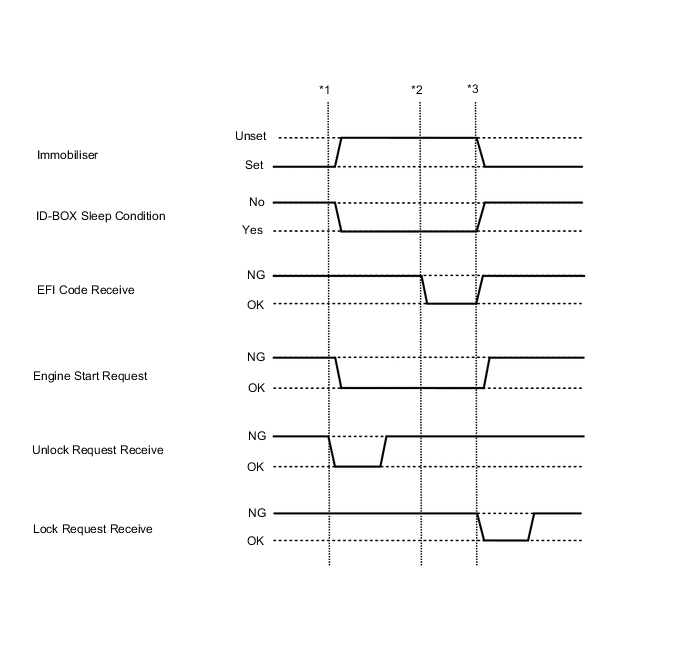 *1 *2 *3
Immobiliser
Unset
Set
ID-BOX Sleep Condition
No
Yes
EFI Code Receive
NG
OK
Engine Start Request
NG
OK
Unlock Request Receive
NG
OK
Lock Request Receive
NG
OK